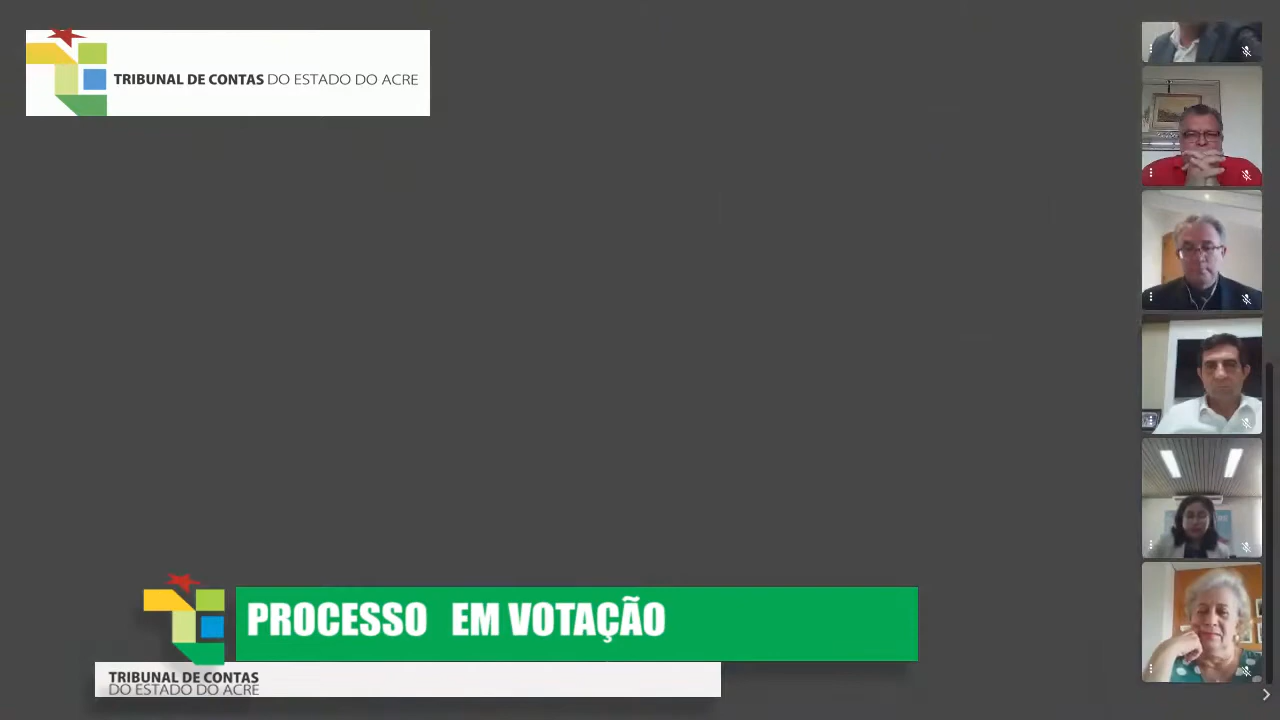 TRIBUNAL DE CONTAS DO ESTADO DO ACRE
PROCESSO EM VOTAÇÃO
TRIBUNAL DE CONTAS
DO ESTADO DO ACRE